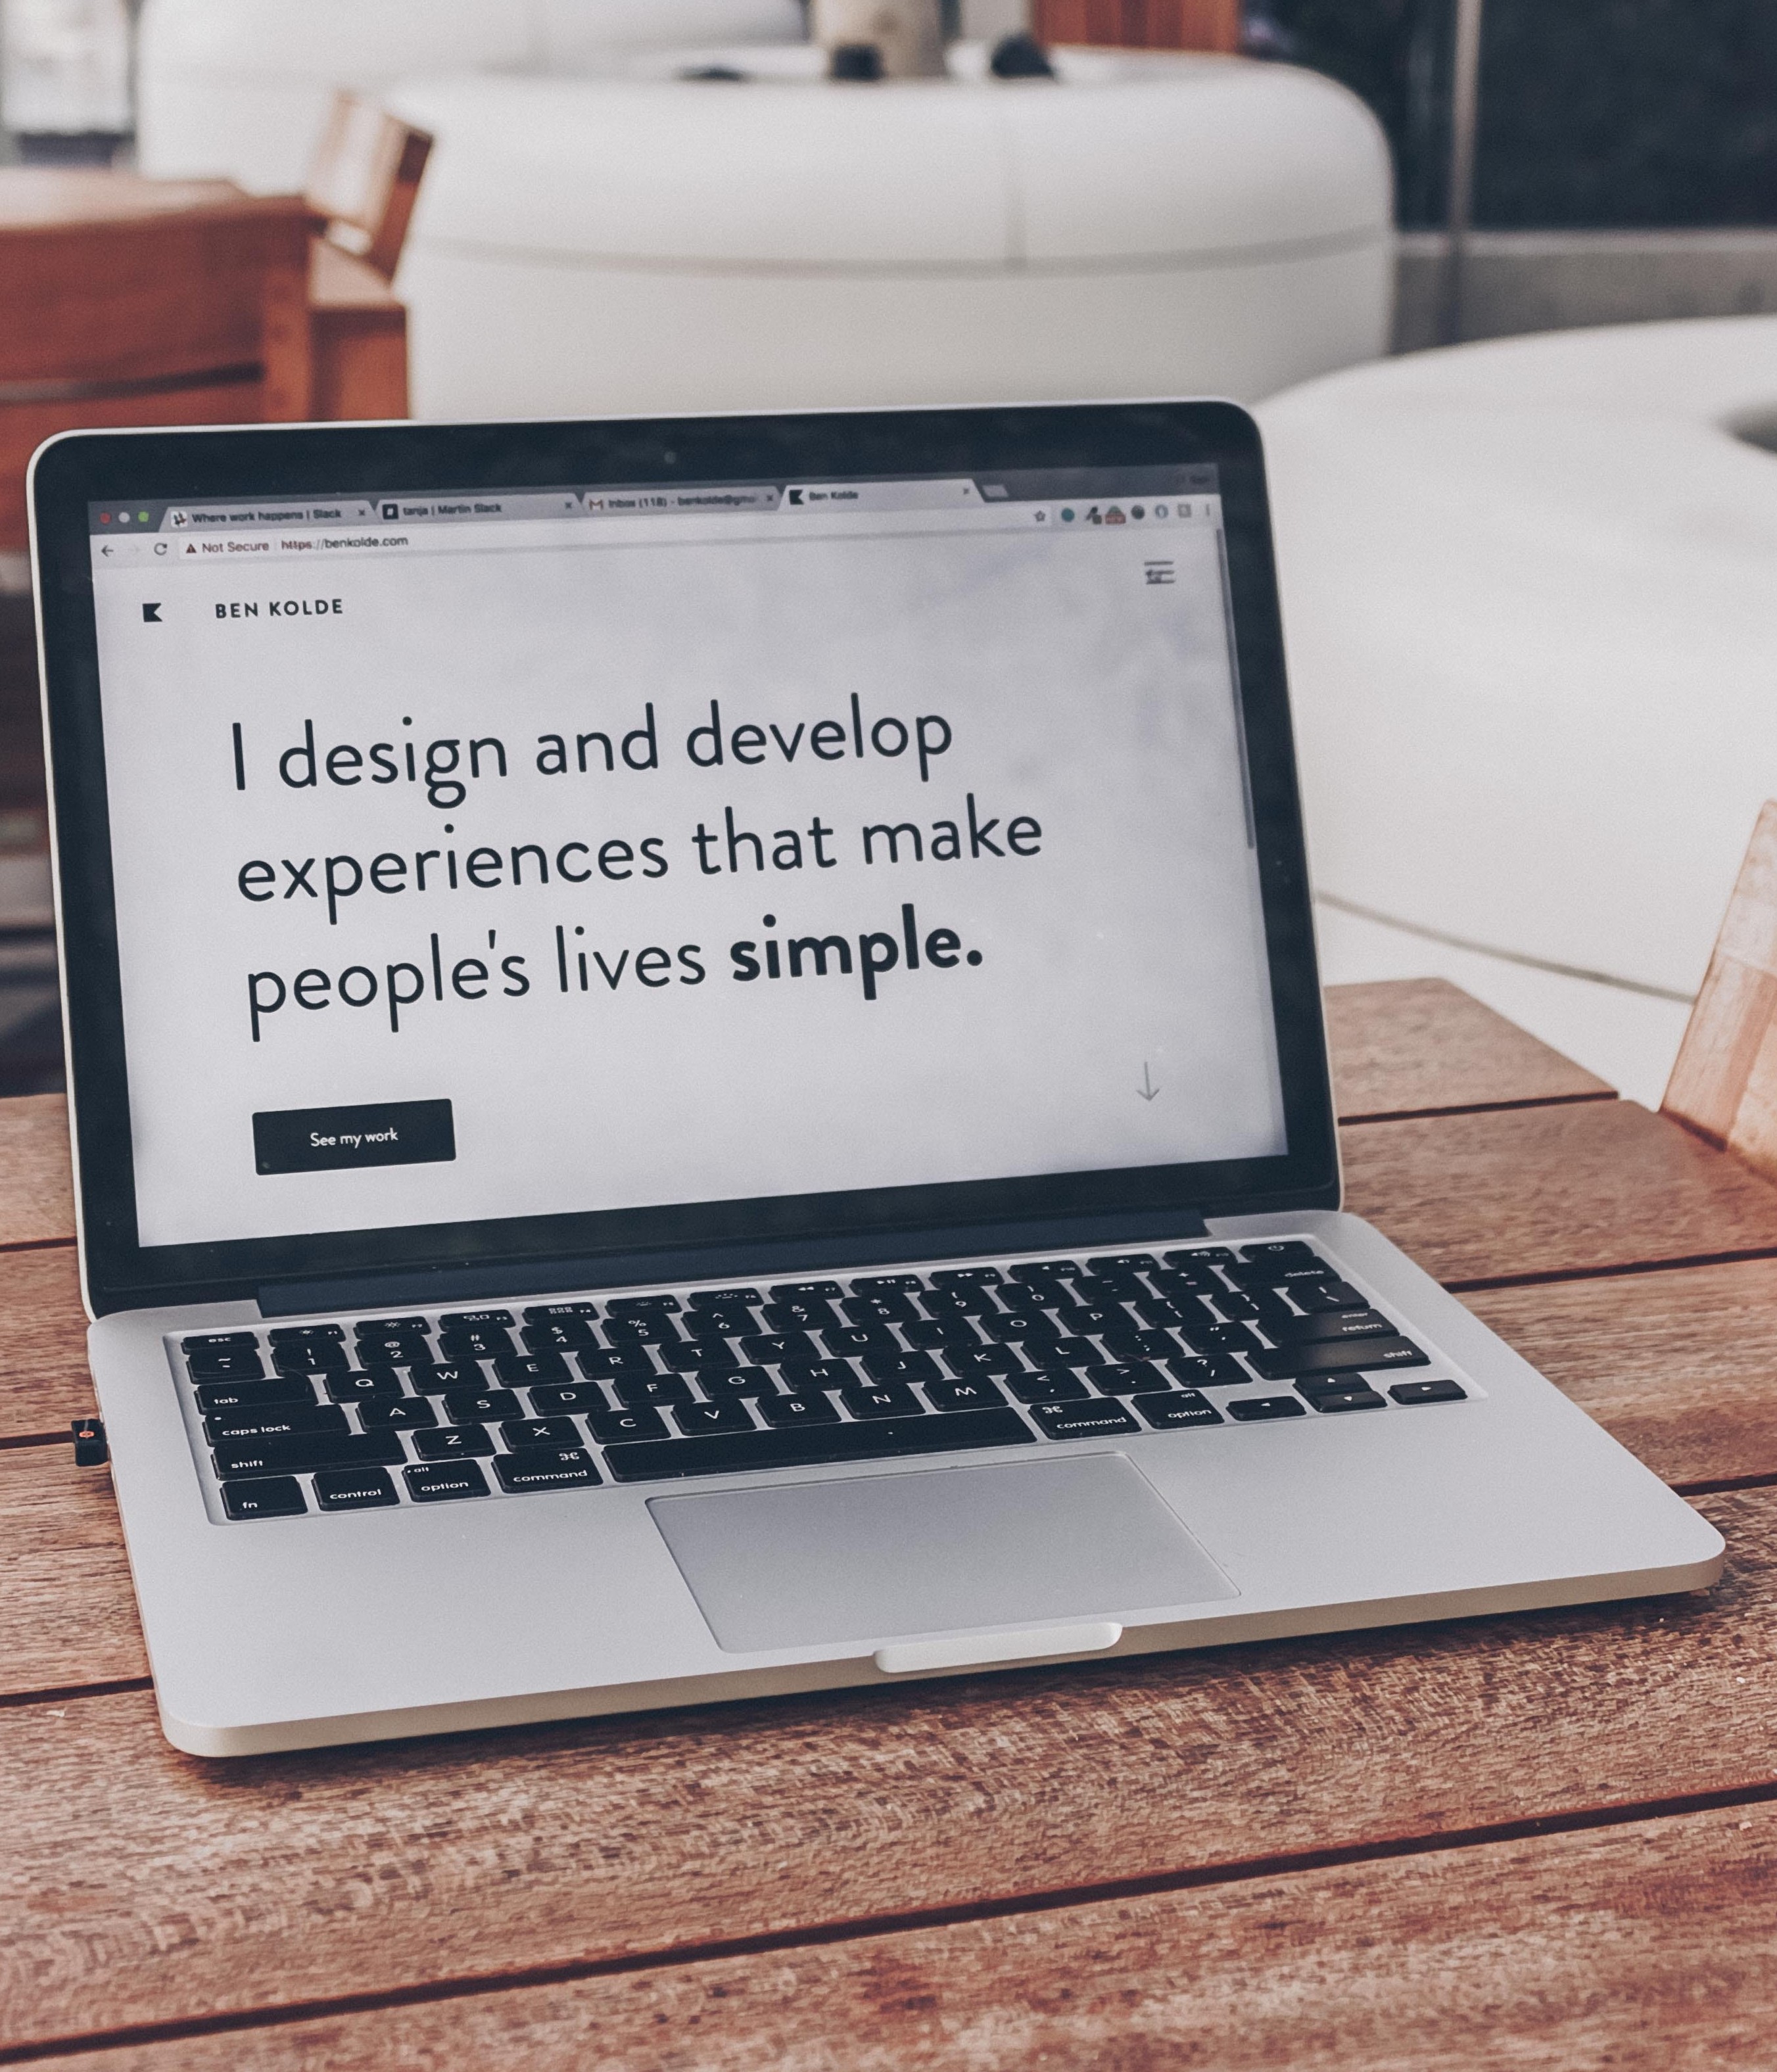 Where work happens | Slack
tanja | Martin Slack
Inbox (118) - benkolde@gmo
Ben Kolde
Not Secure https://benkolde.com
BEN KOLDE
I design and develop
experiences that make
people's lives simple.
See my work
esc
~ ! 1 @ 2 # 3 $ 4 % 5 ^ 6 & 7 * 8 ( 9 ) 0 delete
tab Q W E R T Y U I O P { } \
caps lock A S D F G H J K L : ; " ' enter return
shift Z X C V B N M < , > . ? / shift
fn control alt option ⌘ command ⌘ command alt option